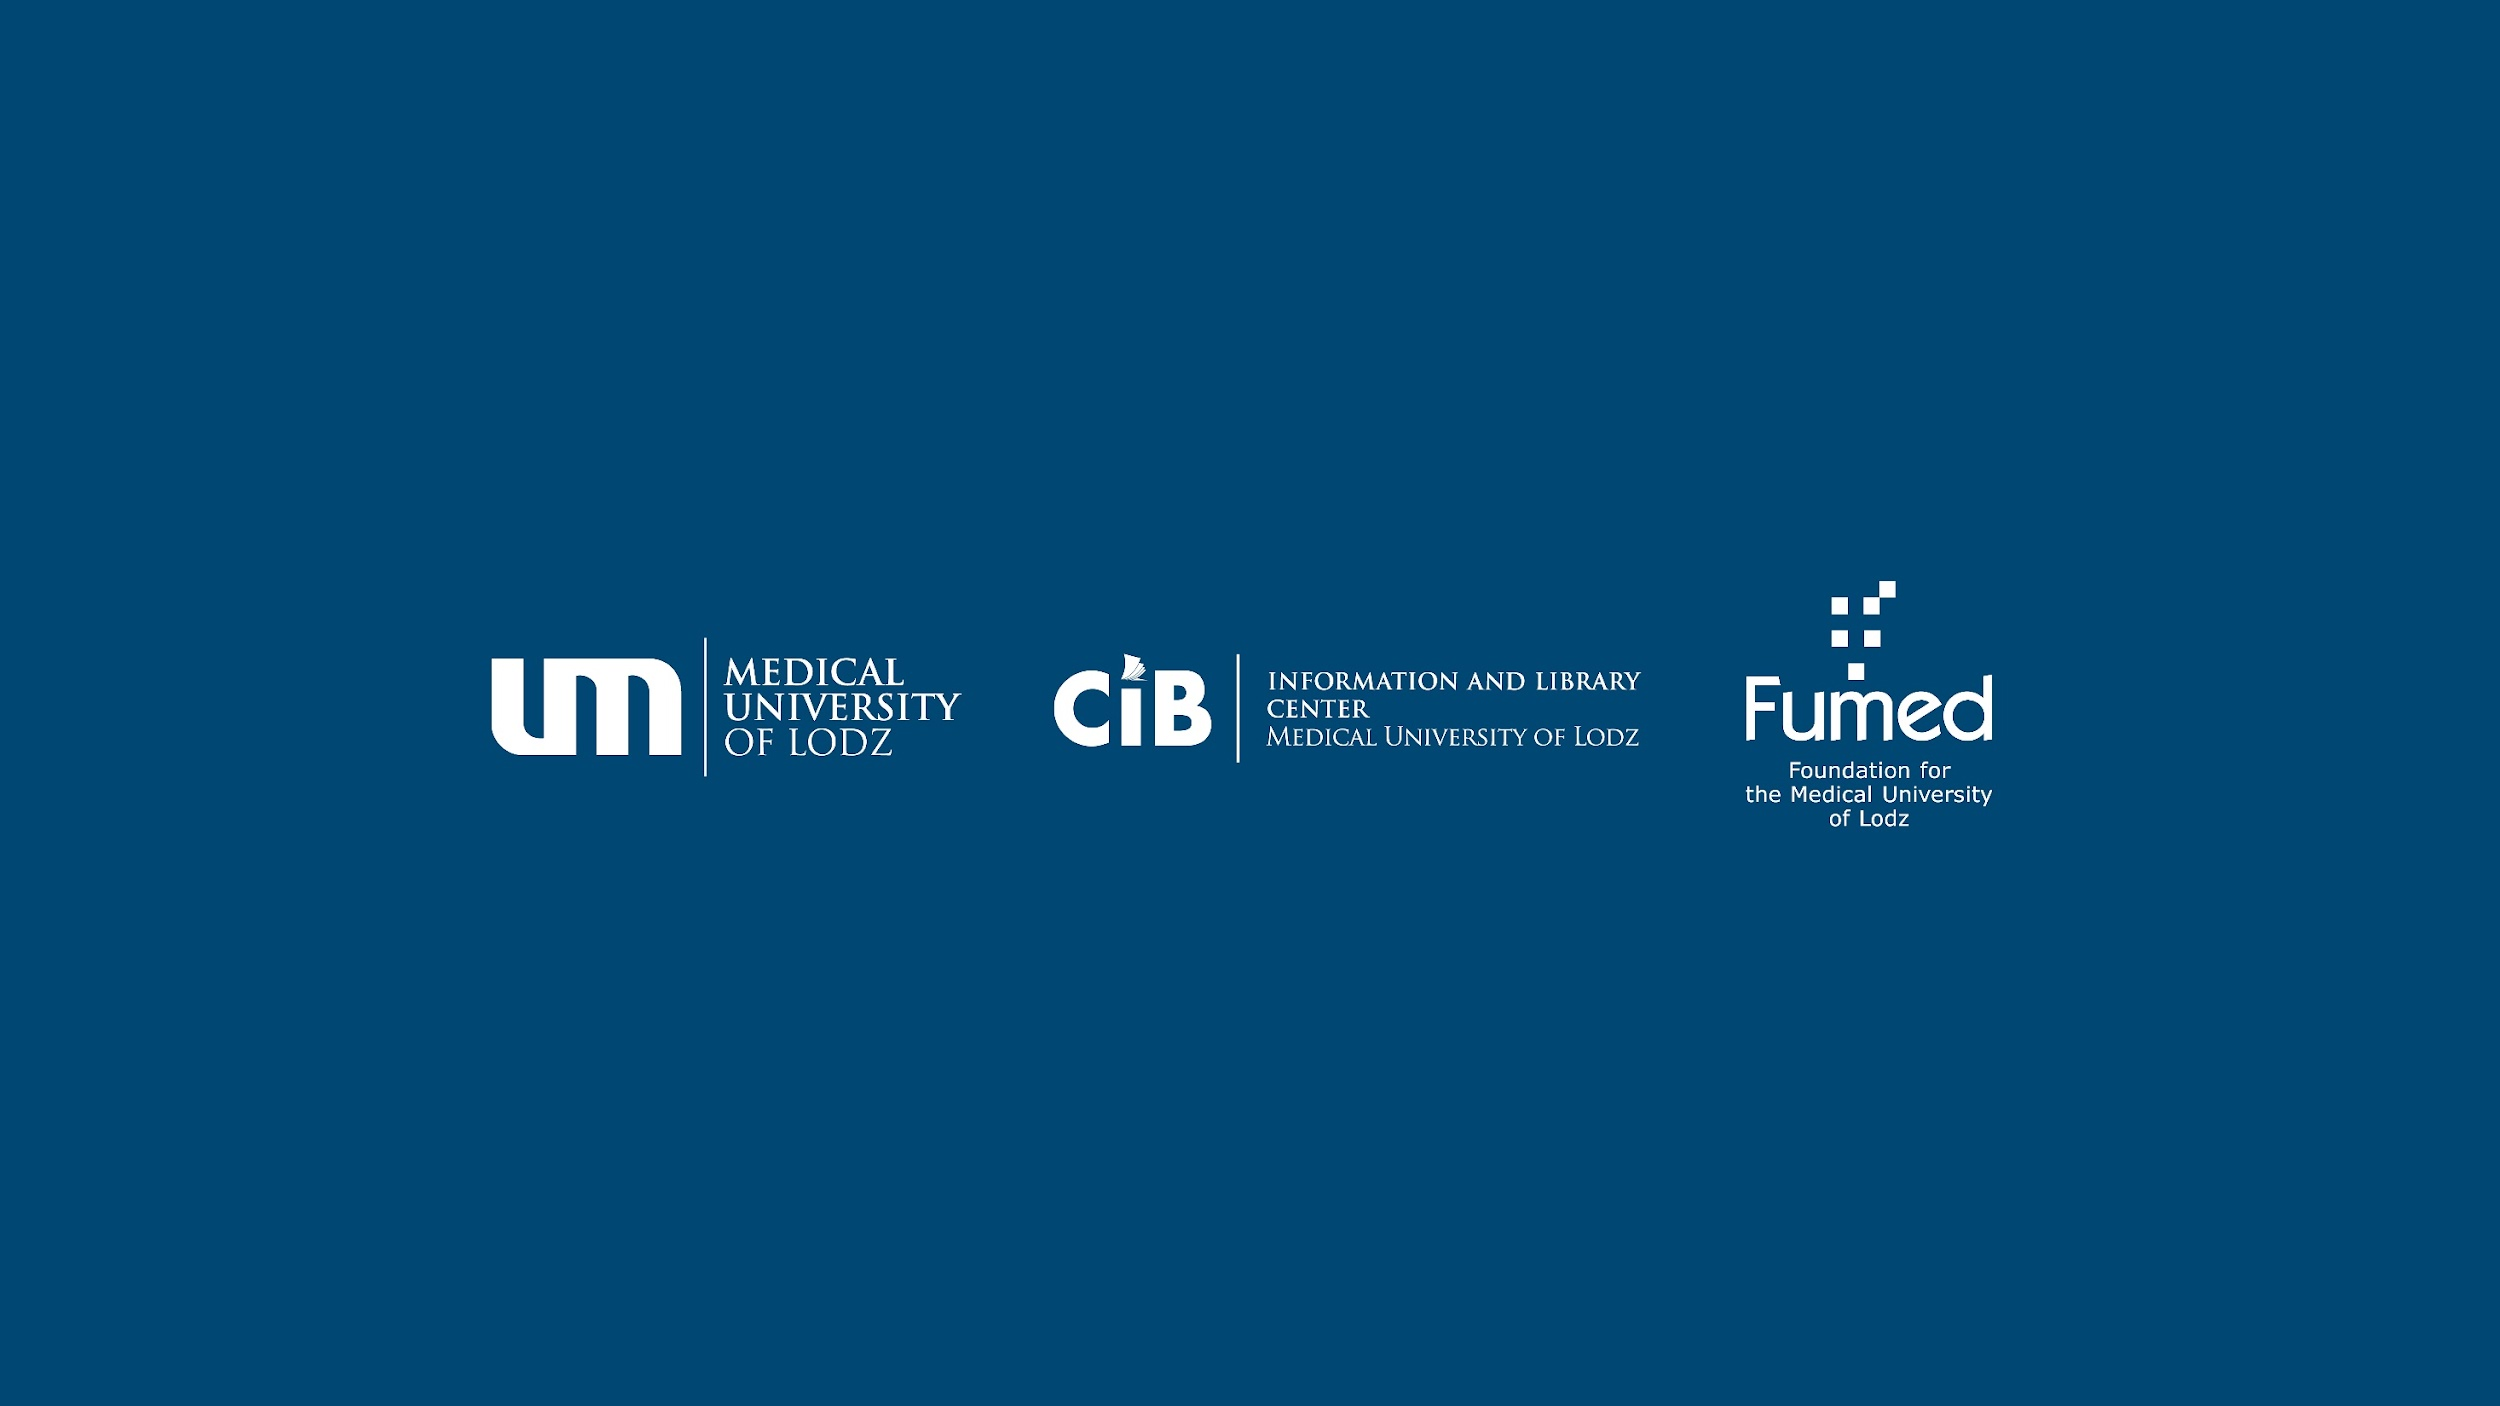 um
MEDICAL
UNIVERSITY
OF LODZ
CiB
INFORMATION AND LIBRARY
CENTER
MEDICAL UNIVERSITY OF LODZ
Fumed
Foundation for
the Medical University
of Lodz